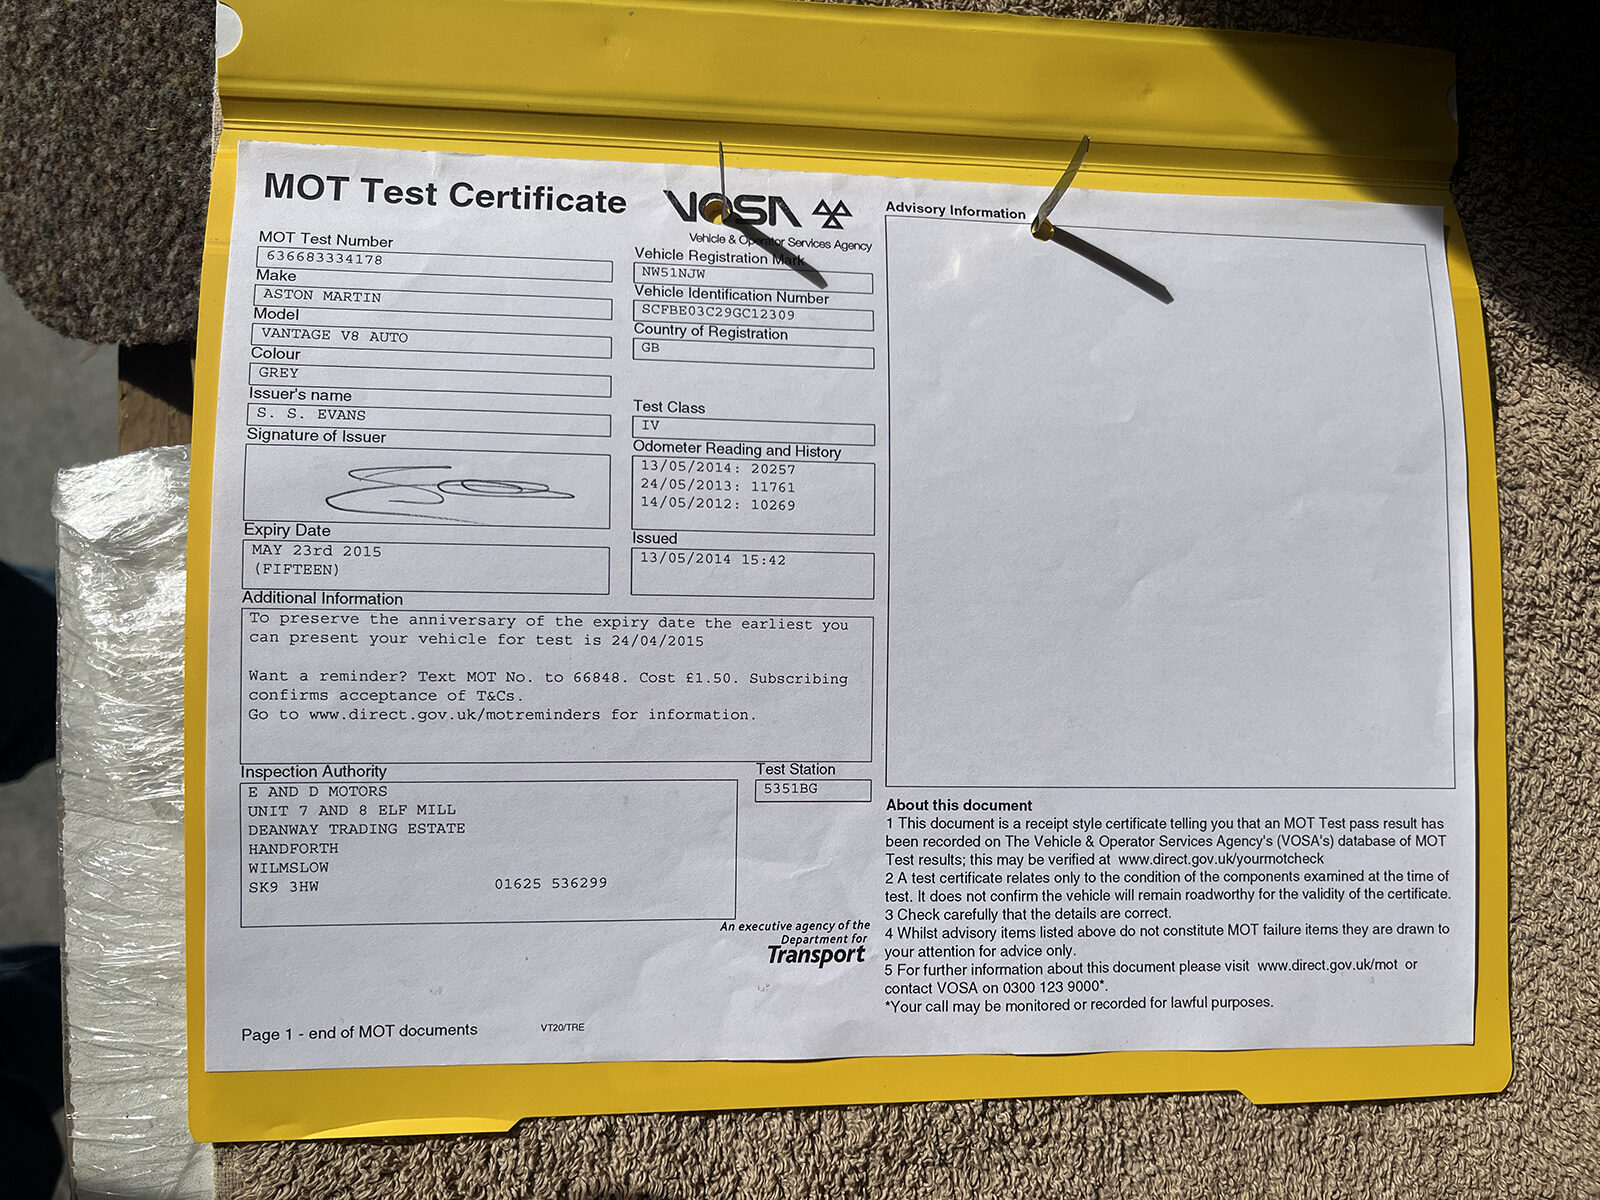 MOT Test Certificate
VOSA
Vehicle & Operator Services Agency
MOT Test Number
636683334178
Make
ASTON MARTIN
Model
VANTAGE V8 AUTO
Colour
GREY
Issuer's name
S. S. EVANS
Signature of Issuer
Expiry Date
MAY 23rd 2015
(FIFTEEN)
Vehicle Registration Mark
NW51NJW
Vehicle Identification Number
SCFBE03C29GC12309
Country of Registration
GB
Test Class
IV
Odometer Reading and History
13/05/2014: 20257
24/05/2013: 11761
14/05/2012: 10269
Issued
13/05/2014 15:42
Additional Information
To preserve the anniversary of the expiry date the earliest you
can present your vehicle for test is 24/04/2015
Want a reminder? Text MOT No. to 66848. Cost £1.50. Subscribing
confirms acceptance of T&Cs.
Go to www.direct.gov.uk/motreminders for information.
Inspection Authority
E AND D MOTORS
UNIT 7 AND 8 ELF MILL
DEANWAY TRADING ESTATE
HANDFORTH
WILMSLOW
SK9 3HW 01625 536299
Test Station
5351BG
An executive agency of the
Department for
Transport
Page 1 - end of MOT documents VT20/TRE
Advisory Information
About this document
1 This document is a receipt style certificate telling you that an MOT Test pass result has
been recorded on The Vehicle & Operator Services Agency's (VOSA's) database of MOT
Test results; this may be verified at www.direct.gov.uk/yourmotcheck
2 A test certificate relates only to the condition of the components examined at the time of
test. It does not confirm the vehicle will remain roadworthy for the validity of the certificate.
3 Check carefully that the details are correct.
4 Whilst advisory items listed above do not constitute MOT failure items they are drawn to
your attention for advice only.
5 For further information about this document please visit www.direct.gov.uk/mot or
contact VOSA on 0300 123 9000*.
*Your call may be monitored or recorded for lawful purposes.